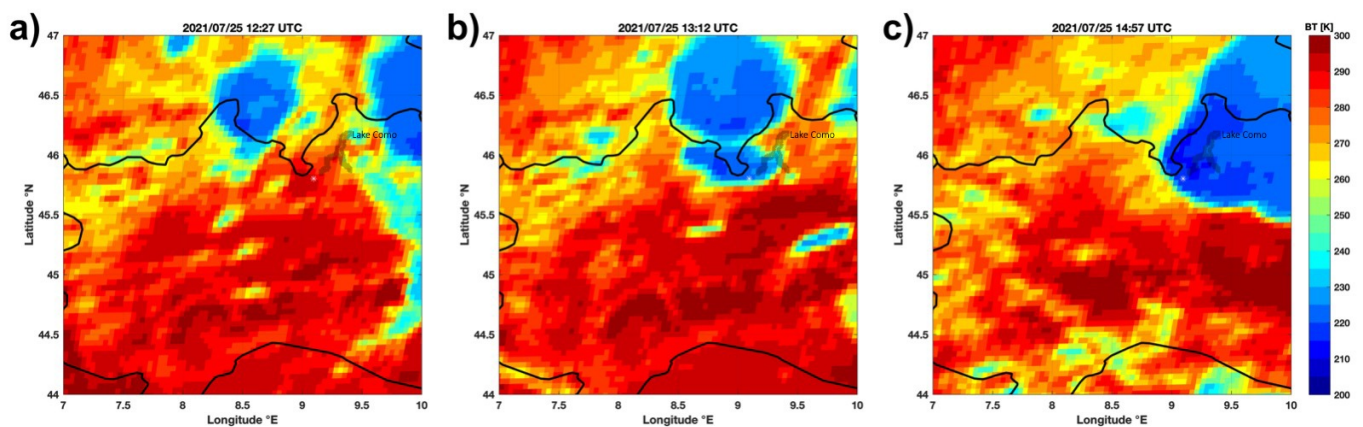 a)
2021/07/25 12:27 UTC
47
46.5
46
45.5
45
44.5
44
Latitude °N
Lake Como
7 7.5 8 8.5 9 9.5 10
Longitude °E
b)
2021/07/25 13:12 UTC
47
46.5
46
45.5
45
44.5
44
Latitude °N
Lake Como
7 7.5 8 8.5 9 9.5 10
Longitude °E
c)
2021/07/25 14:57 UTC
47
46.5
46
45.5
45
44.5
44
Latitude °N
Lake Como
7 7.5 8 8.5 9 9.5 10
Longitude °E
BT [K]
300
290
280
270
260
250
240
230
220
210
200